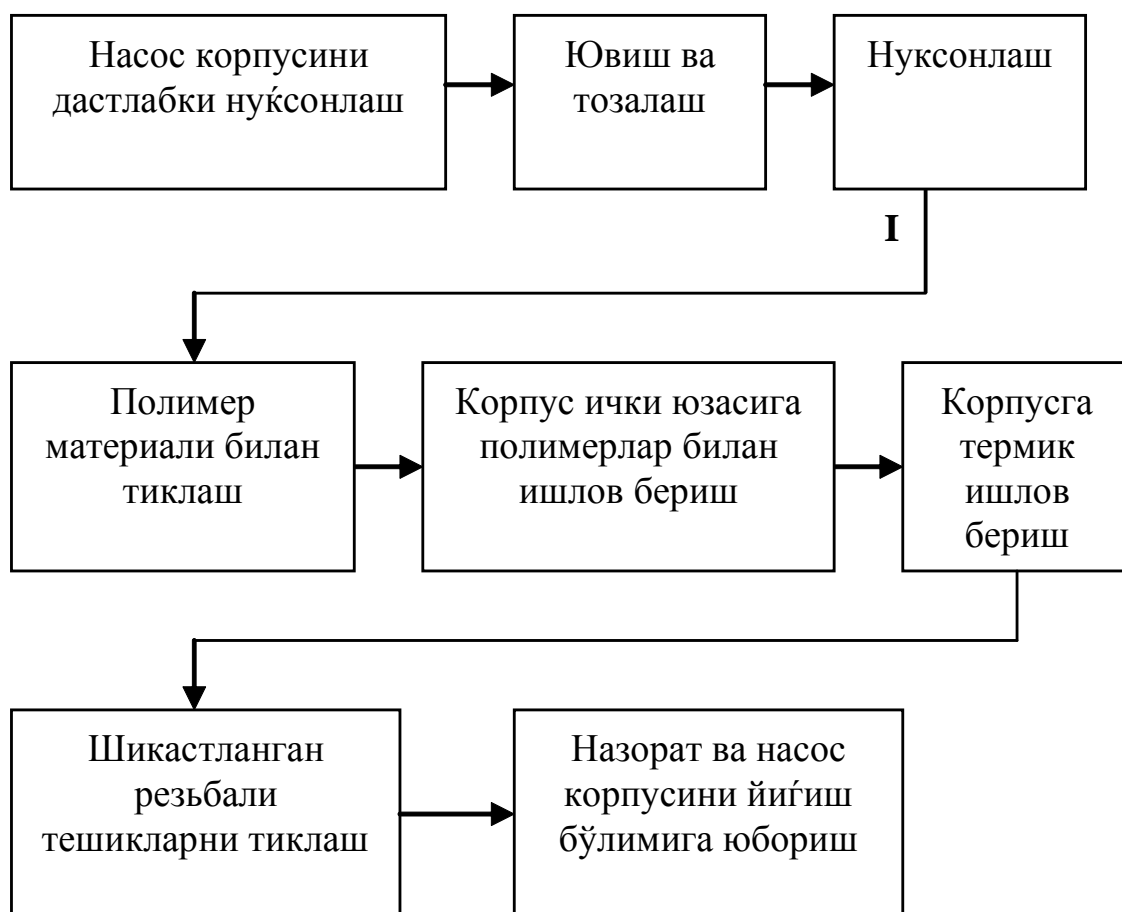 Насос корпусини
дастлабки нуќсонлаш
Ювиш ва
тозалаш
Нуксонлаш
I
Полимер
материали билан
тиклаш
Корпус ички юзасига
полимерлар билан
ишлов бериш
Корпусга
термик
ишлов
бериш
Шикастланган
резьбали
тешикларни тиклаш
Назорат ва насос
корпусини йиѓиш
бўлимига юбориш